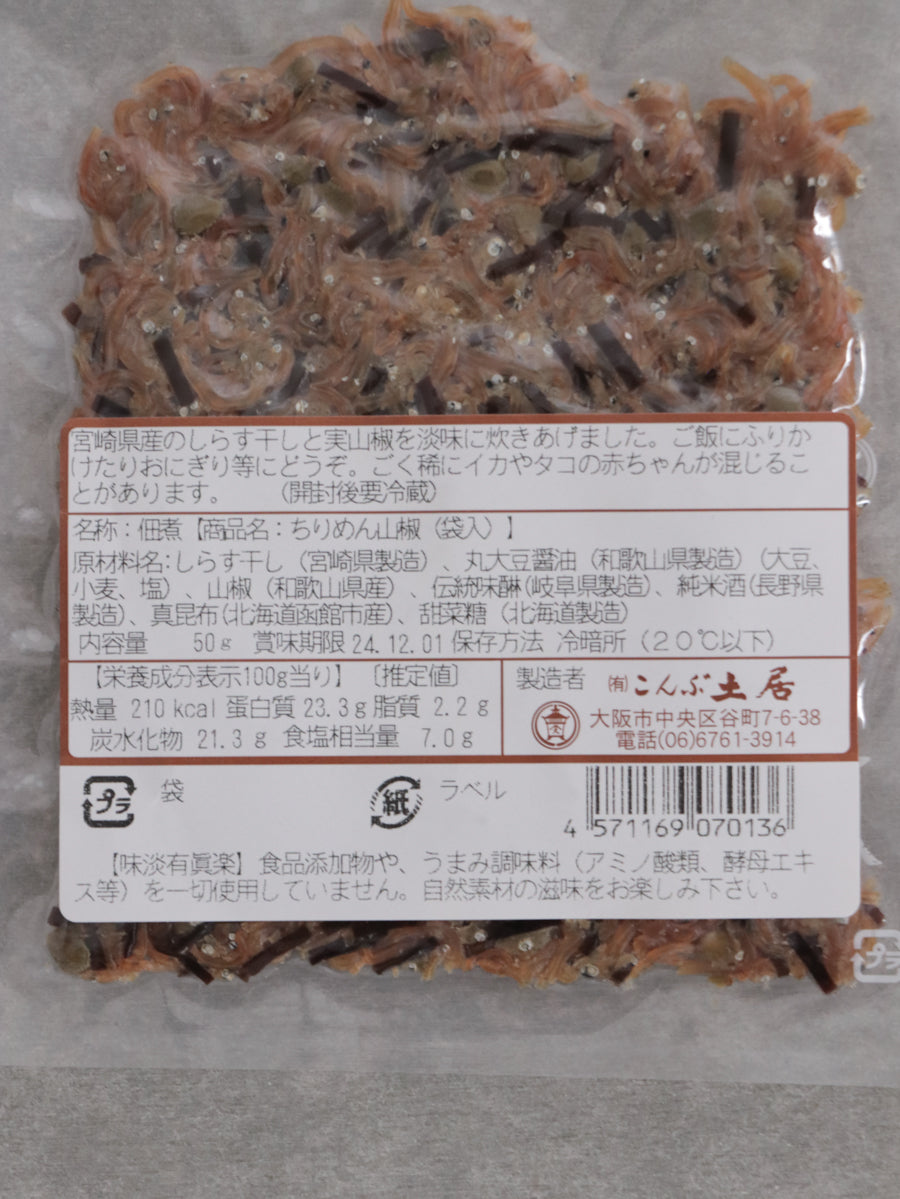 宮崎県産のしらす干しと実山椒を淡味に炊きあげました。ご飯にふりか
けたりおにぎり等にどうぞ。ごく稀にイカやタコの赤ちゃんが混じるこ
とがあります。　　（開封後要冷蔵）
名称：佃煮【商品名：ちりめん山椒（袋入）】
原材料名：しらす干し（宮崎県製造）、丸大豆醤油（和歌山県製造）（大豆、
小麦、塩）、山椒（和歌山県産）、伝統味醂（岐阜県製造）、純米酒（長野県
製造）、真昆布（北海道函館市産）、甜菜糖（北海道製造）
内容量　50g　賞味期限 24.12.01 保存方法　冷暗所（２０℃以下）
【栄養成分表示100g当り】〔推定値〕
熱量 210 kcal 蛋白質 23.3 g 脂質 2.2 g
炭水化物 21.3 g 食塩相当量 7.0 g
製造者 ㈲こんぶ土居
大阪市中央区谷町7-6-38
電話(06)6761-3914
プラ 袋
紙 ラベル
4 571169 070136
【味淡有眞楽】食品添加物や、うまみ調味料（アミノ酸類、酵母エキ
ス等）を一切使用していません。自然素材の滋味をお楽しみ下さい。
プラ